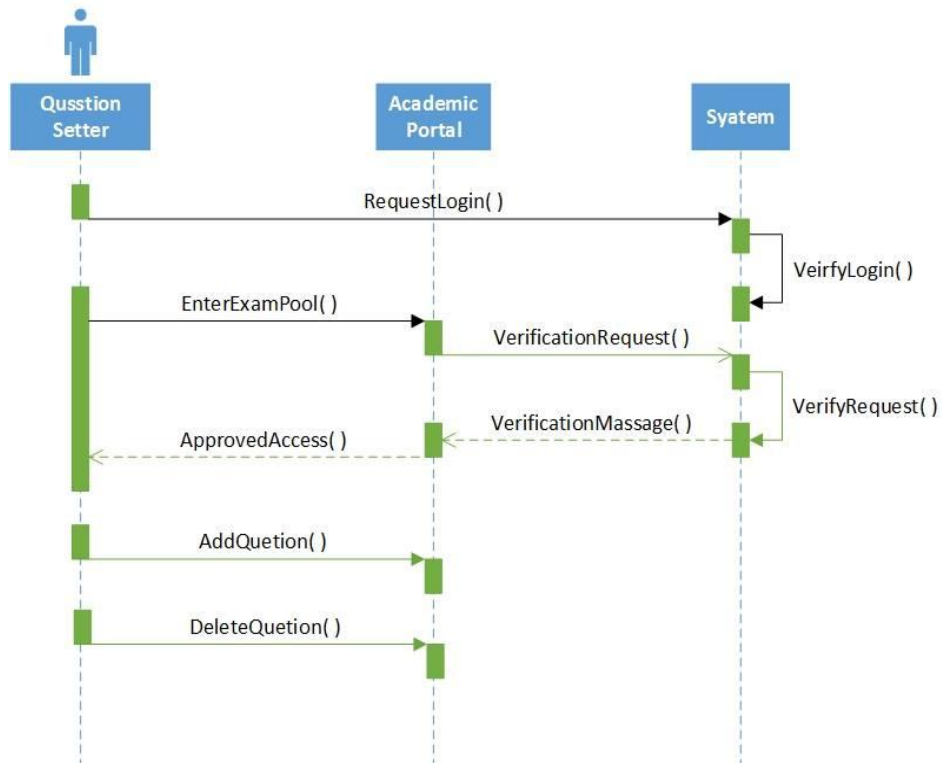 Qusstion
Setter
Academic
Portal
Syatem
RequestLogin( )
VeirfyLogin( )
EnterExamPool( )
VerificationRequest( )
VerifyRequest( )
VerificationMassage( )
ApprovedAccess( )
AddQuetion( )
DeleteQuetion( )